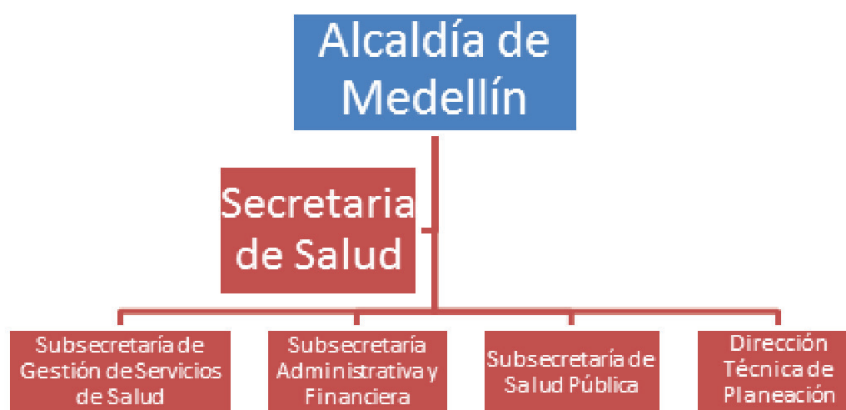 Alcaldía de
Medellín
Secretaria
de Salud
Subsecretaría de
Gestión de Servicios
de Salud
Subsecretaría
Administrativa y
Financiera
Subsecretaría de
Salud Pública
Dirección
Técnica de
Planeación